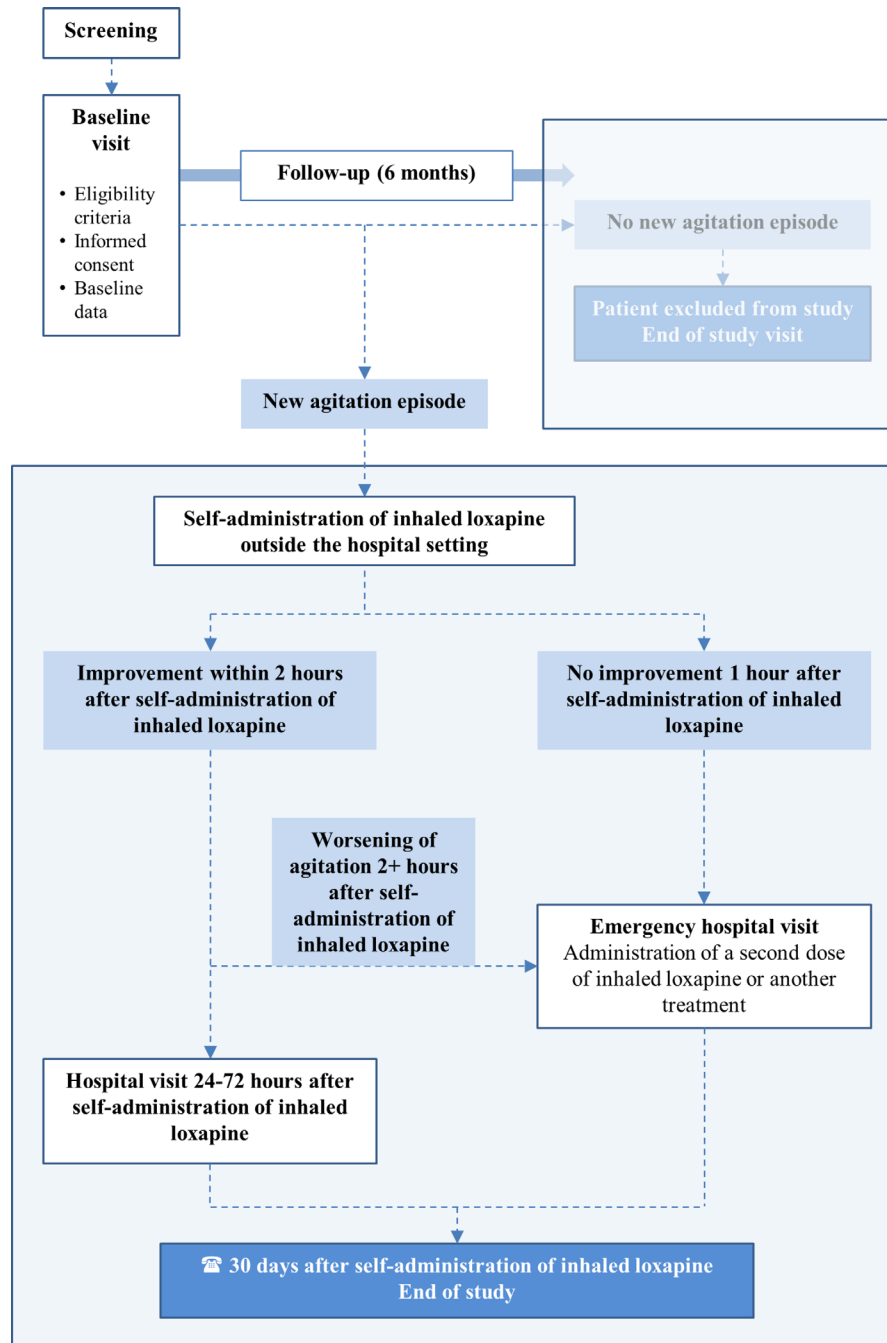 Screening
Baseline
visit
• Eligibility
criteria
• Informed
consent
• Baseline
data
Follow-up (6 months)
No new agitation episode
Patient excluded from study
End of study visit
New agitation episode
Self-administration of inhaled loxapine
outside the hospital setting
Improvement within 2 hours
after self-administration of
inhaled loxapine
No improvement 1 hour after
self-administration of inhaled
loxapine
Worsening of
agitation 2+ hours
after self-
administration of
inhaled loxapine
Emergency hospital visit
Administration of a second dose
of inhaled loxapine or another
treatment
Hospital visit 24-72 hours after
self-administration of inhaled
loxapine
☎ 30 days after self-administration of inhaled loxapine
End of study